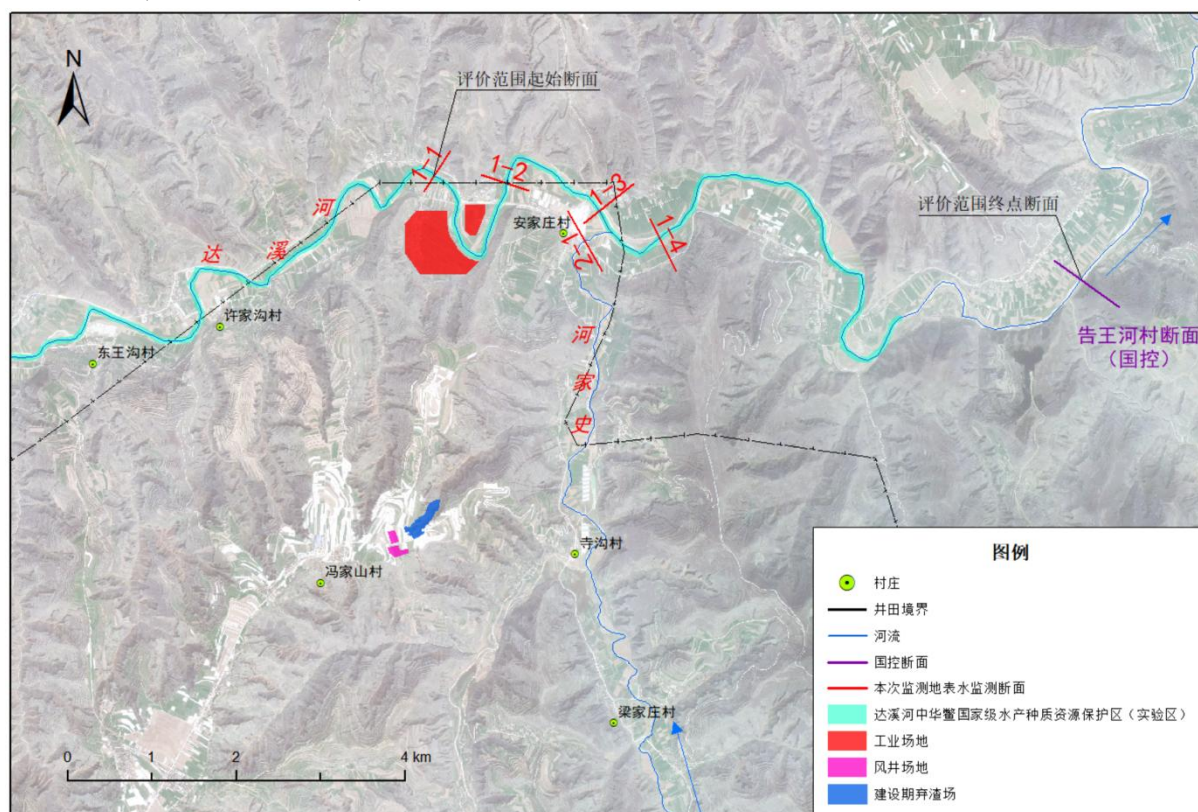 N
评价范围起始断面
1-1
1-2
1-3
1-4
1-2
安家庄村
评价范围终点断面
达 溪 河
许家沟村
东王沟村
史 家 河
告王河村断面
（国控）
寺沟村
冯家山村
梁家庄村
0 1 2 4 km
图例
村庄
井田境界
河流
国控断面
本次监测地表水监测断面
达溪河中华鳖国家级水产种质资源保护区（实验区）
工业场地
风井场地
建设期弃渣场